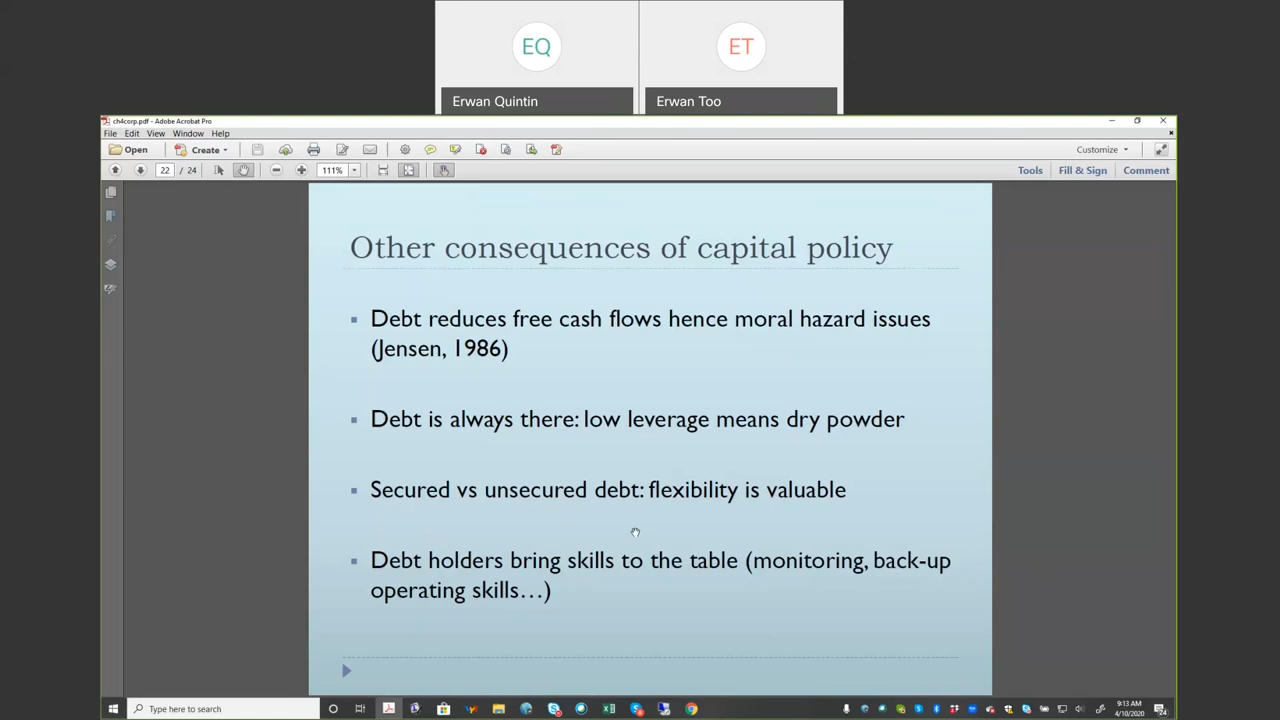 EQ
ET
Erwan Quintin
Erwan Too
ch4corp.pdf - Adobe Acrobat Pro
File Edit View Window Help
Open Create Customize
22 / 24 111% Tools Fill & Sign Comment
Other consequences of capital policy
Debt reduces free cash flows hence moral hazard issues
(Jensen, 1986)
Debt is always there: low leverage means dry powder
Secured vs unsecured debt: flexibility is valuable
Debt holders bring skills to the table (monitoring, back-up
operating skills…)
Type here to search
9:13 AM
4/10/2020
24